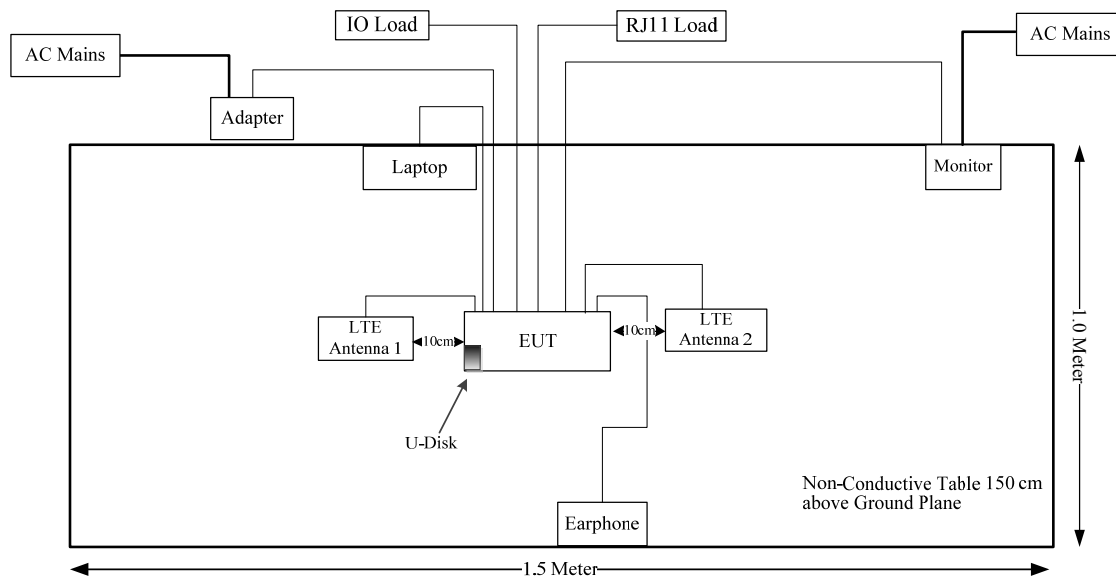 IO Load
RJ11 Load
AC Mains
AC Mains
Adapter
Laptop
Monitor
LTE
Antenna 1
10cm
EUT
10cm
LTE
Antenna 2
1.0 Meter
U-Disk
Non-Conductive Table 150 cm
above Ground Plane
Earphone
1.5 Meter